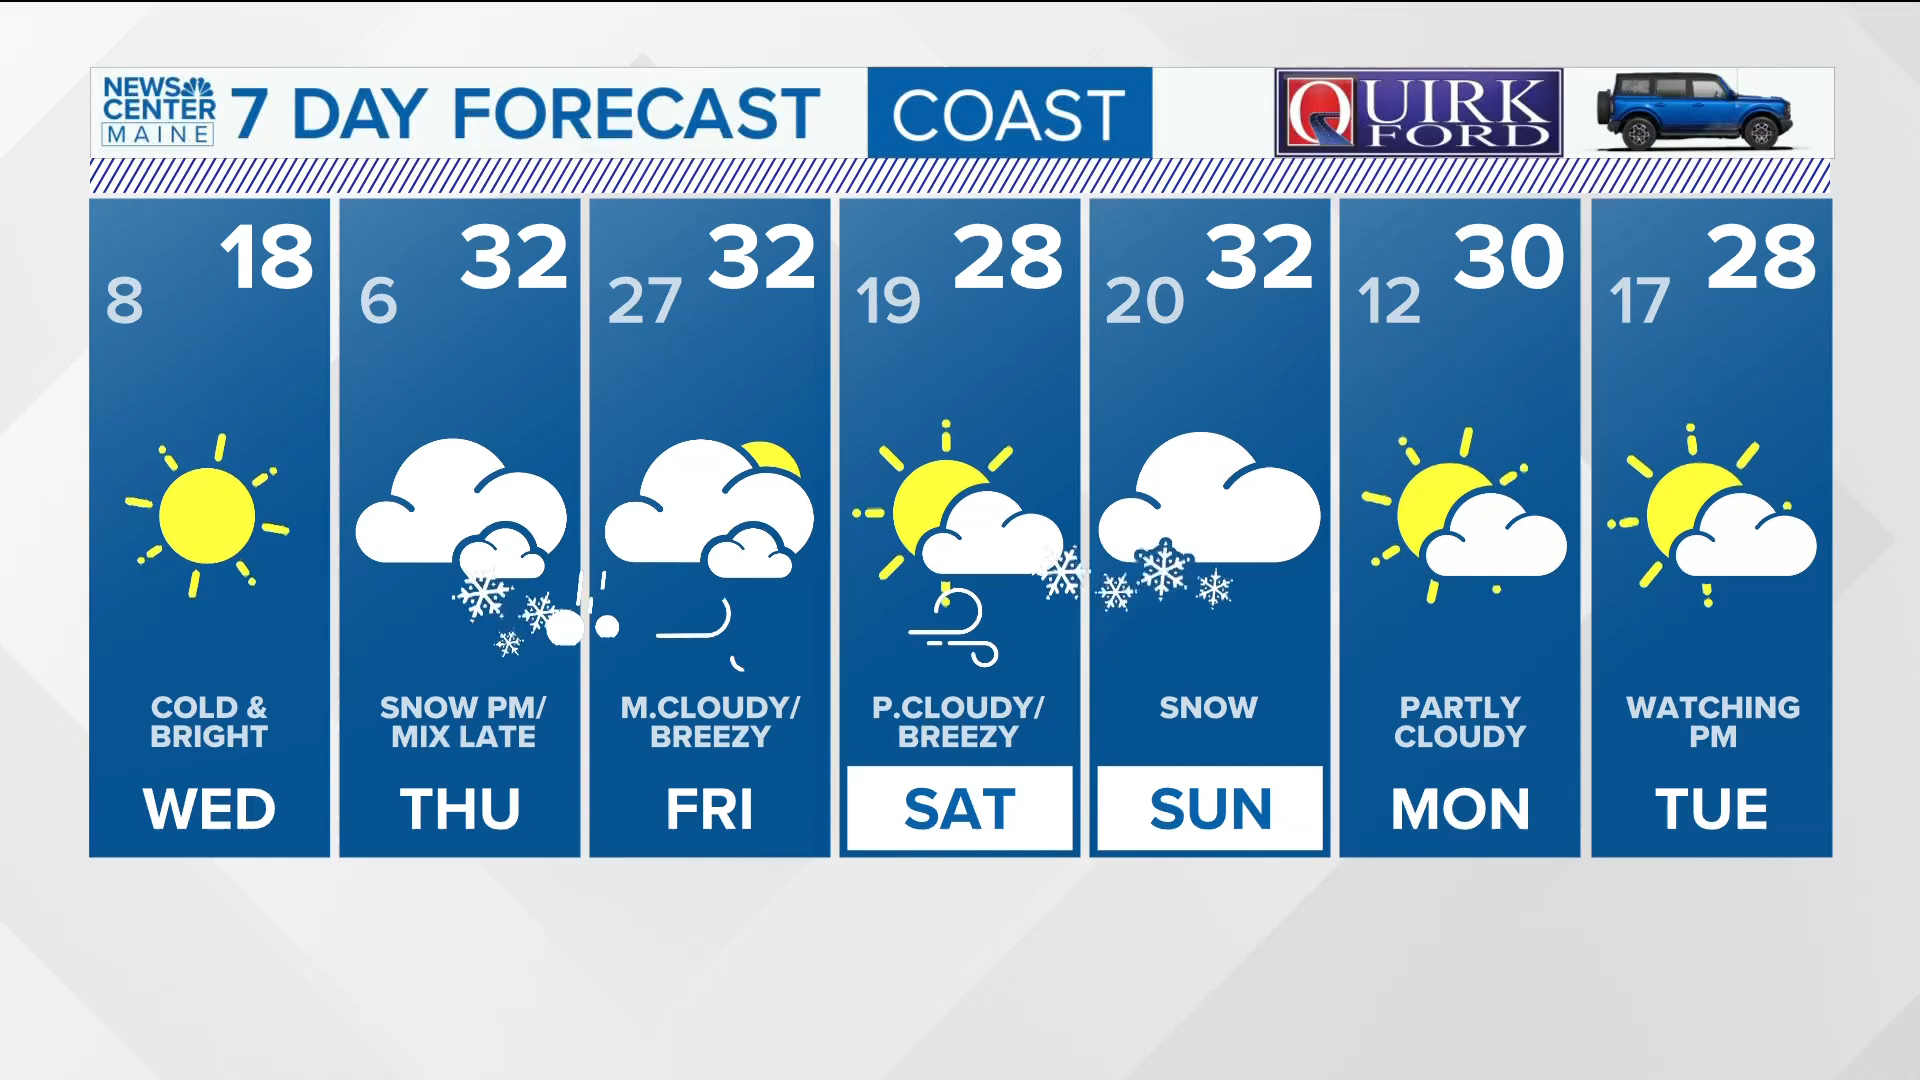 NEWS
CENTER
MAINE
7 DAY FORECAST
COAST
QUIRK
FORD
8 18
6 32
27 32
19 28
20 32
12 30
17 28
COLD &
BRIGHT
WED
SNOW PM/
MIX LATE
THU
M.CLOUDY/
BREEZY
FRI
P.CLOUDY/
BREEZY
SAT
SNOW
SUN
PARTLY
CLOUDY
MON
WATCHING
PM
TUE